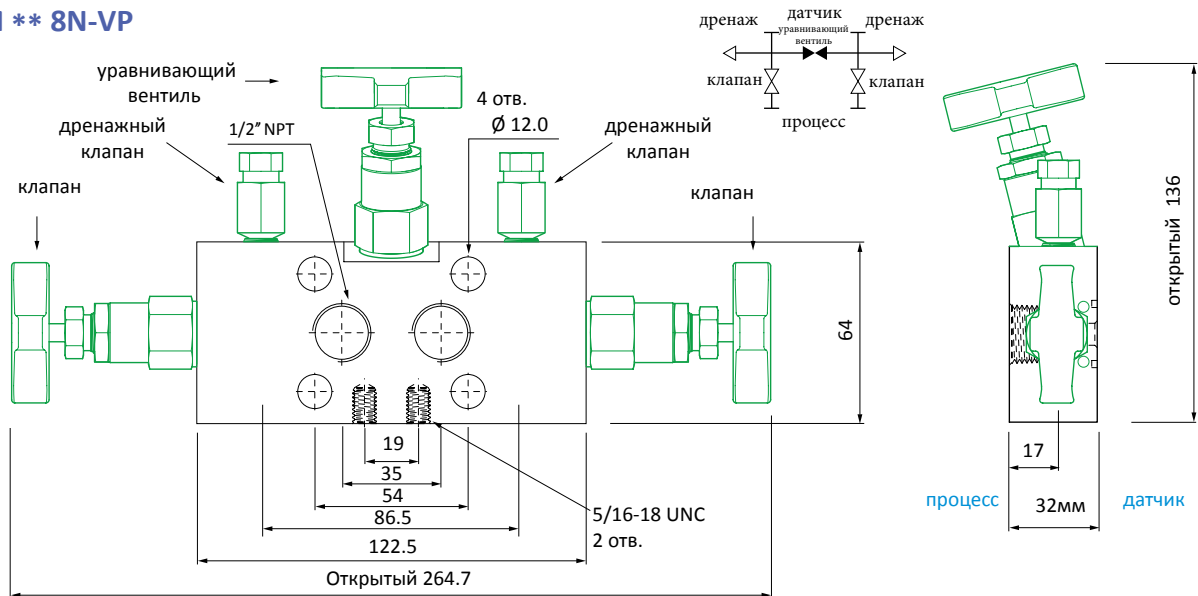 ** 8N-VP
дренаж датчик дренаж
уравнивающий
вентиль
клапан клапан
процесс
уравнивающий
вентиль
4 отв.
Ø 12.0
дренажный
клапан
1/2” NPT
дренажный
клапан
клапан
клапан
64
открытый 136
19
35
54
86.5
122.5
Открытый 264.7
5/16-18 UNC
2 отв.
17
процесс 32мм датчик